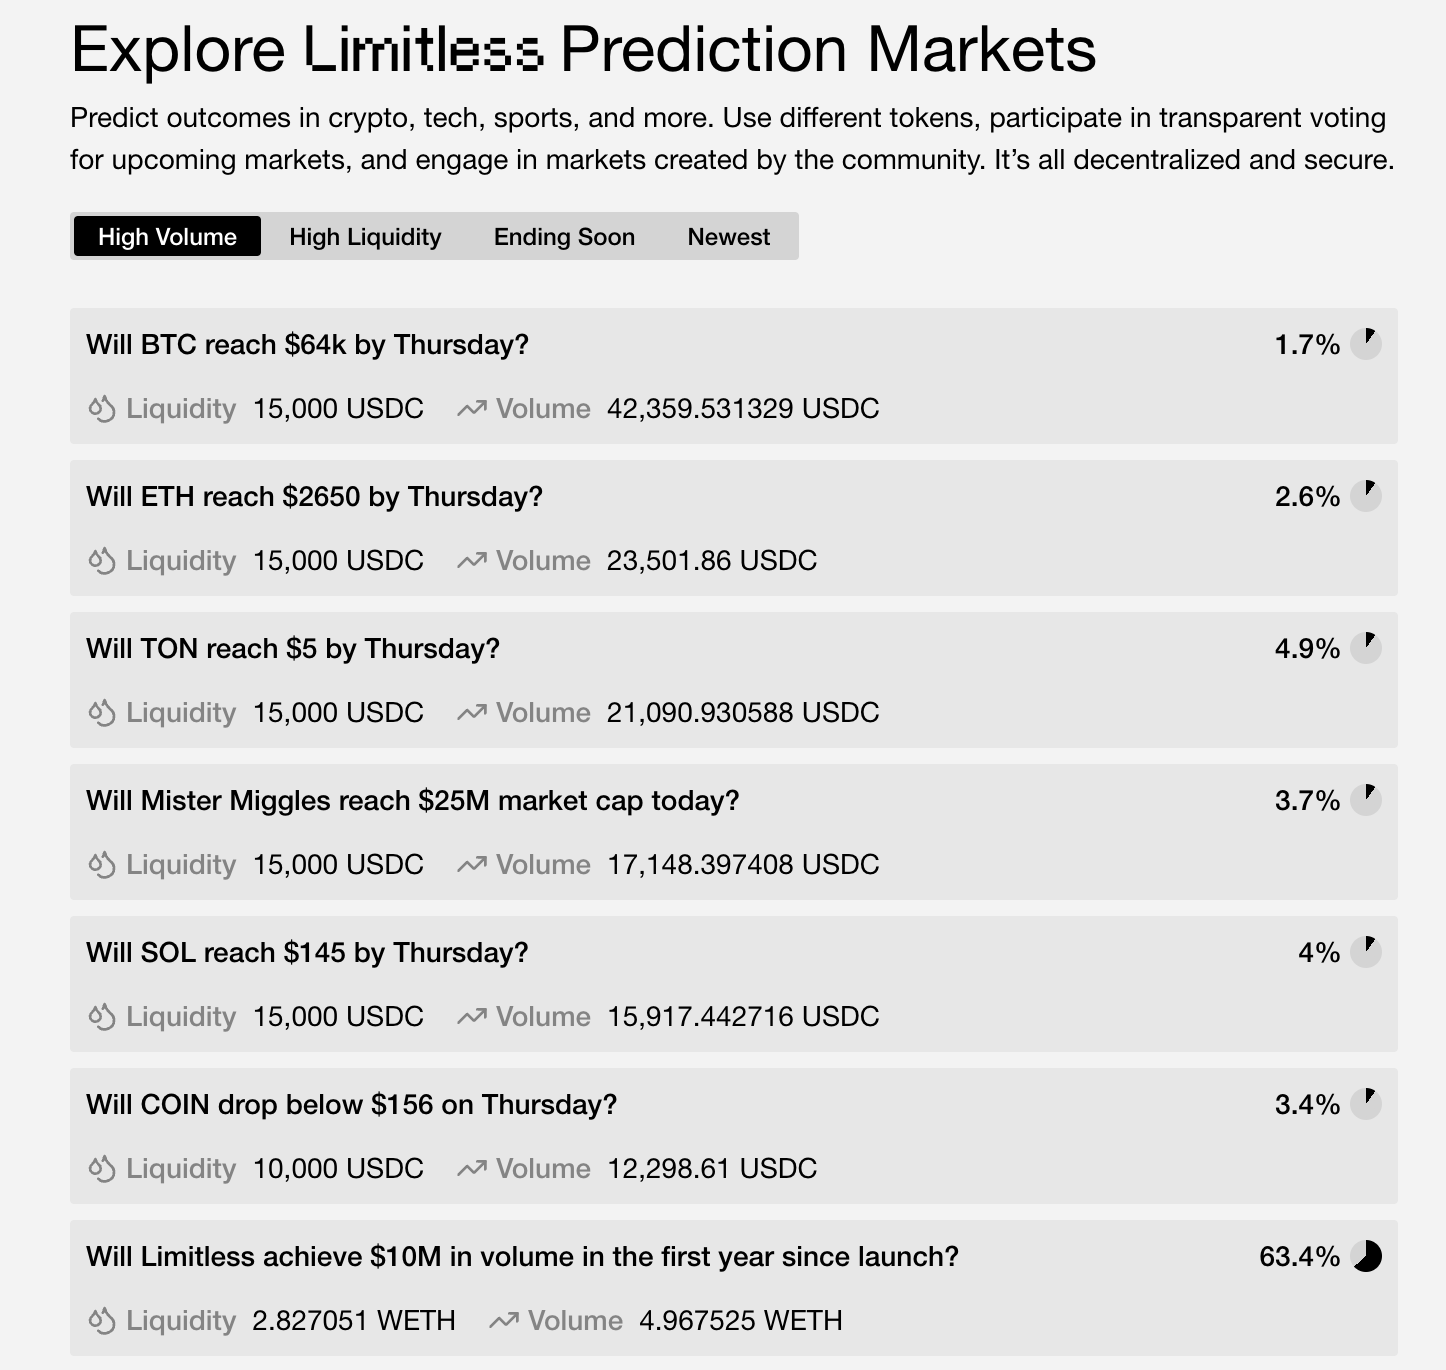 Explore Limitless Prediction Markets
Predict outcomes in crypto, tech, sports, and more. Use different tokens, participate in transparent voting
for upcoming markets, and engage in markets created by the community. It’s all decentralized and secure.
High Volume High Liquidity Ending Soon Newest
Will BTC reach $64k by Thursday? 1.7%
Liquidity 15,000 USDC Volume 42,359.531329 USDC
Will ETH reach $2650 by Thursday? 2.6%
Liquidity 15,000 USDC Volume 23,501.86 USDC
Will TON reach $5 by Thursday? 4.9%
Liquidity 15,000 USDC Volume 21,090.930588 USDC
Will Mister Miggles reach $25M market cap today? 3.7%
Liquidity 15,000 USDC Volume 17,148.397408 USDC
Will SOL reach $145 by Thursday? 4%
Liquidity 15,000 USDC Volume 15,917.442716 USDC
Will COIN drop below $156 on Thursday? 3.4%
Liquidity 10,000 USDC Volume 12,298.61 USDC
Will Limitless achieve $10M in volume in the first year since launch? 63.4%
Liquidity 2.827051 WETH Volume 4.967525 WETH